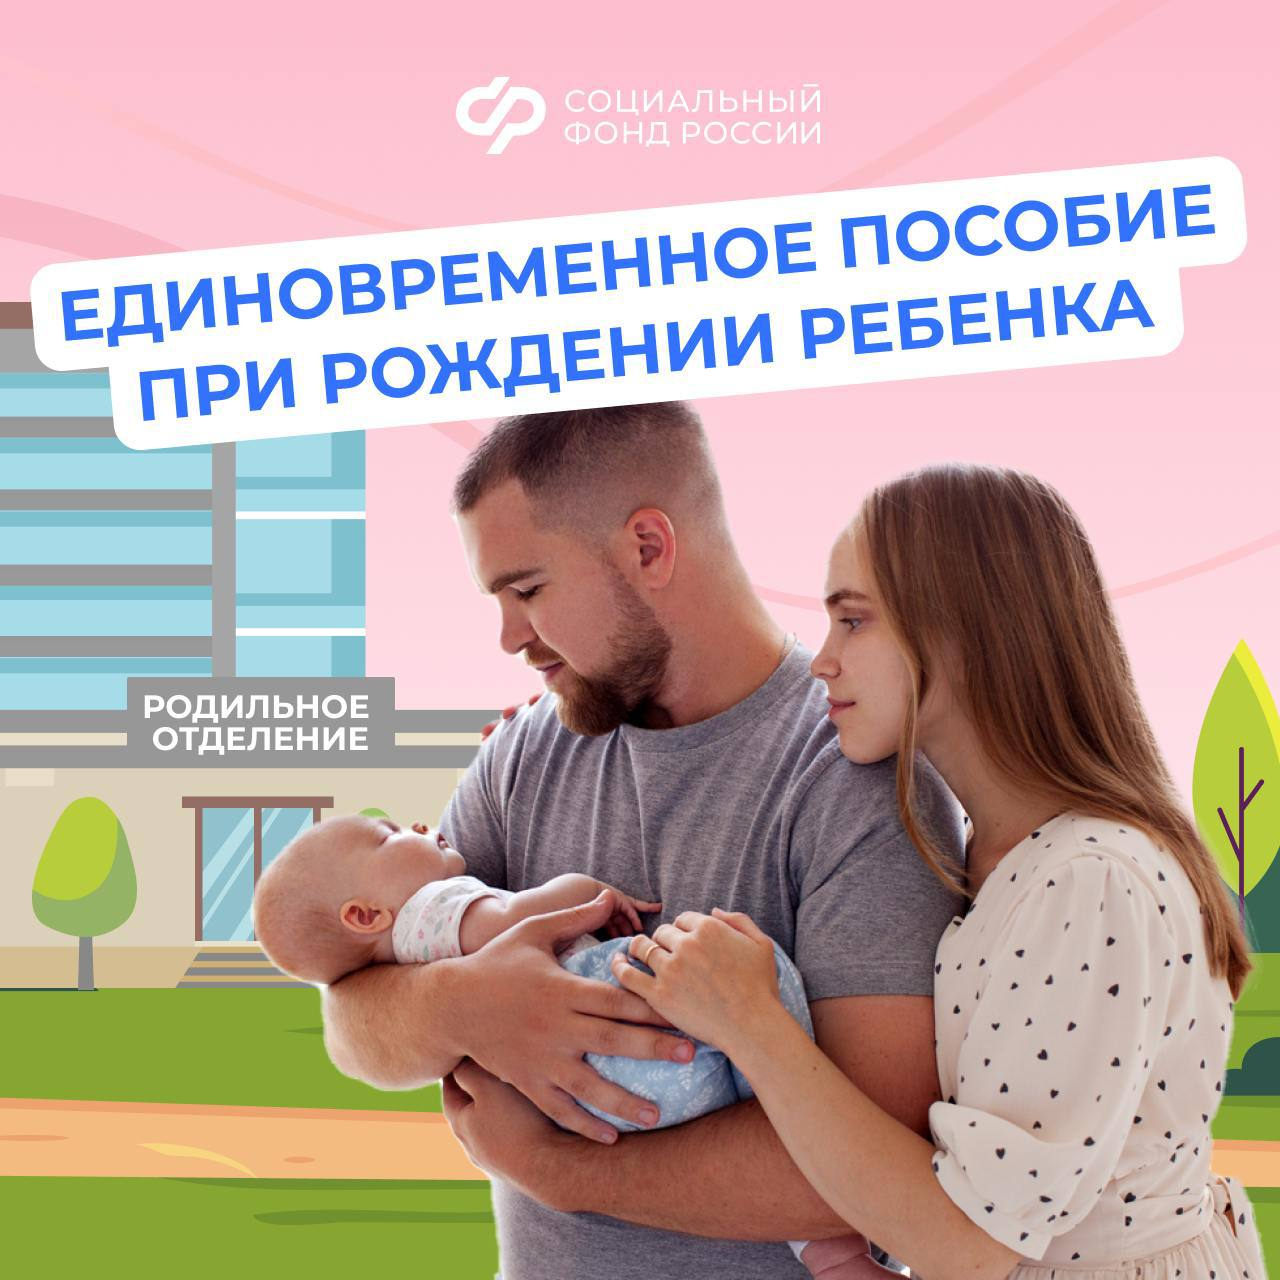 СОЦИАЛЬНЫЙ
ФОНД РОССИИ
ЕДИНОВРЕМЕННОЕ ПОСОБИЕ
ПРИ РОЖДЕНИИ РЕБЕНКА
РОДИЛЬНОЕ
ОТДЕЛЕНИЕ